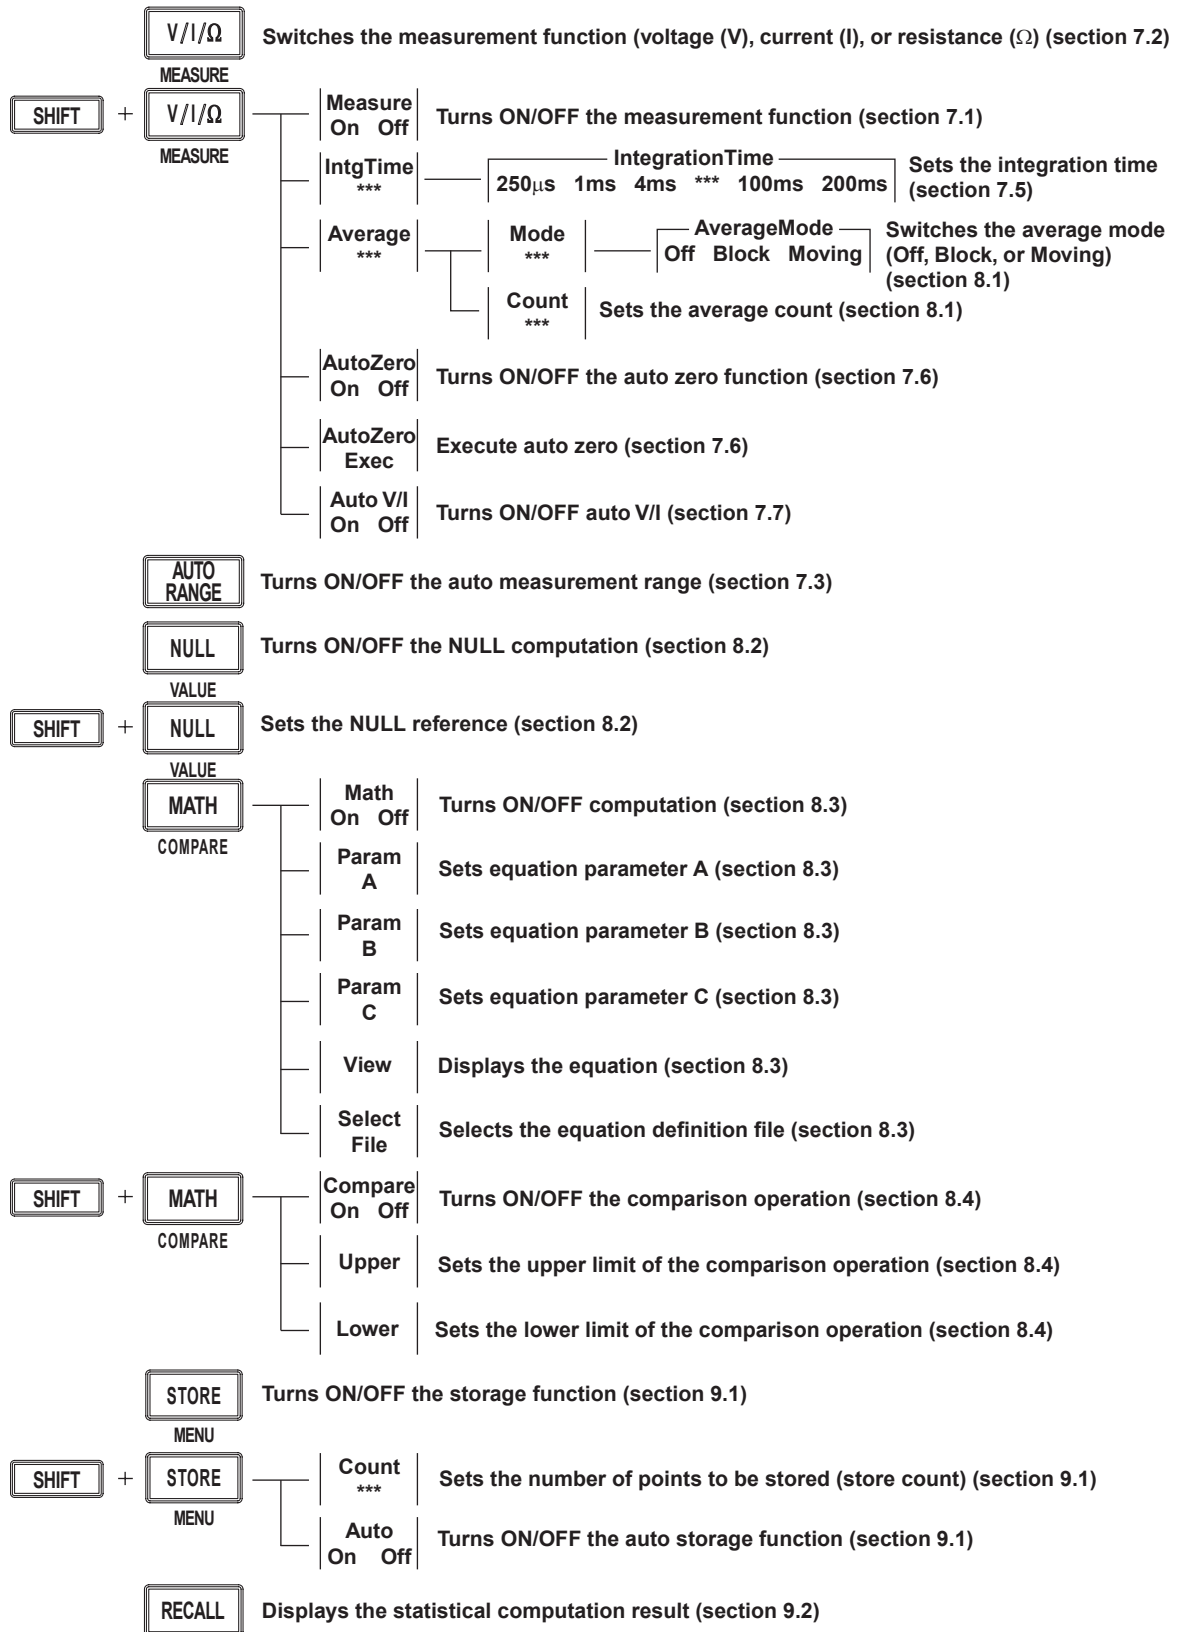 V/I/Ω Switches the measurement function (voltage (V), current (I), or resistance (Ω) (section 7.2)
MEASURE
SHIFT + V/I/Ω
MEASURE
Measure
On Off
Turns ON/OFF the measurement function (section 7.1)
IntgTime
***
IntegrationTime
250µs 1ms 4ms *** 100ms 200ms
Sets the integration time
(section 7.5)
Average
***
Mode
***
AverageMode
Off Block Moving
Switches the average mode
(Off, Block, or Moving)
(section 8.1)
Count
***
Sets the average count (section 8.1)
AutoZero
On Off
Turns ON/OFF the auto zero function (section 7.6)
AutoZero
Exec
Execute auto zero (section 7.6)
Auto V/I
On Off
Turns ON/OFF auto V/I (section 7.7)
AUTO
RANGE
Turns ON/OFF the auto measurement range (section 7.3)
NULL
Turns ON/OFF the NULL computation (section 8.2)
VALUE
SHIFT + NULL
Sets the NULL reference (section 8.2)
VALUE
MATH
COMPARE
Math
On Off
Turns ON/OFF computation (section 8.3)
Param
A
Sets equation parameter A (section 8.3)
Param
B
Sets equation parameter B (section 8.3)
Param
C
Sets equation parameter C (section 8.3)
View
Displays the equation (section 8.3)
Select
File
Selects the equation definition file (section 8.3)
SHIFT + MATH
COMPARE
Compare
On Off
Turns ON/OFF the comparison operation (section 8.4)
Upper
Sets the upper limit of the comparison operation (section 8.4)
Lower
Sets the lower limit of the comparison operation (section 8.4)
STORE
Turns ON/OFF the storage function (section 9.1)
MENU
SHIFT + STORE
MENU
Count
***
Sets the number of points to be stored (store count) (section 9.1)
Auto
On Off
Turns ON/OFF the auto storage function (section 9.1)
RECALL
Displays the statistical computation result (section 9.2)